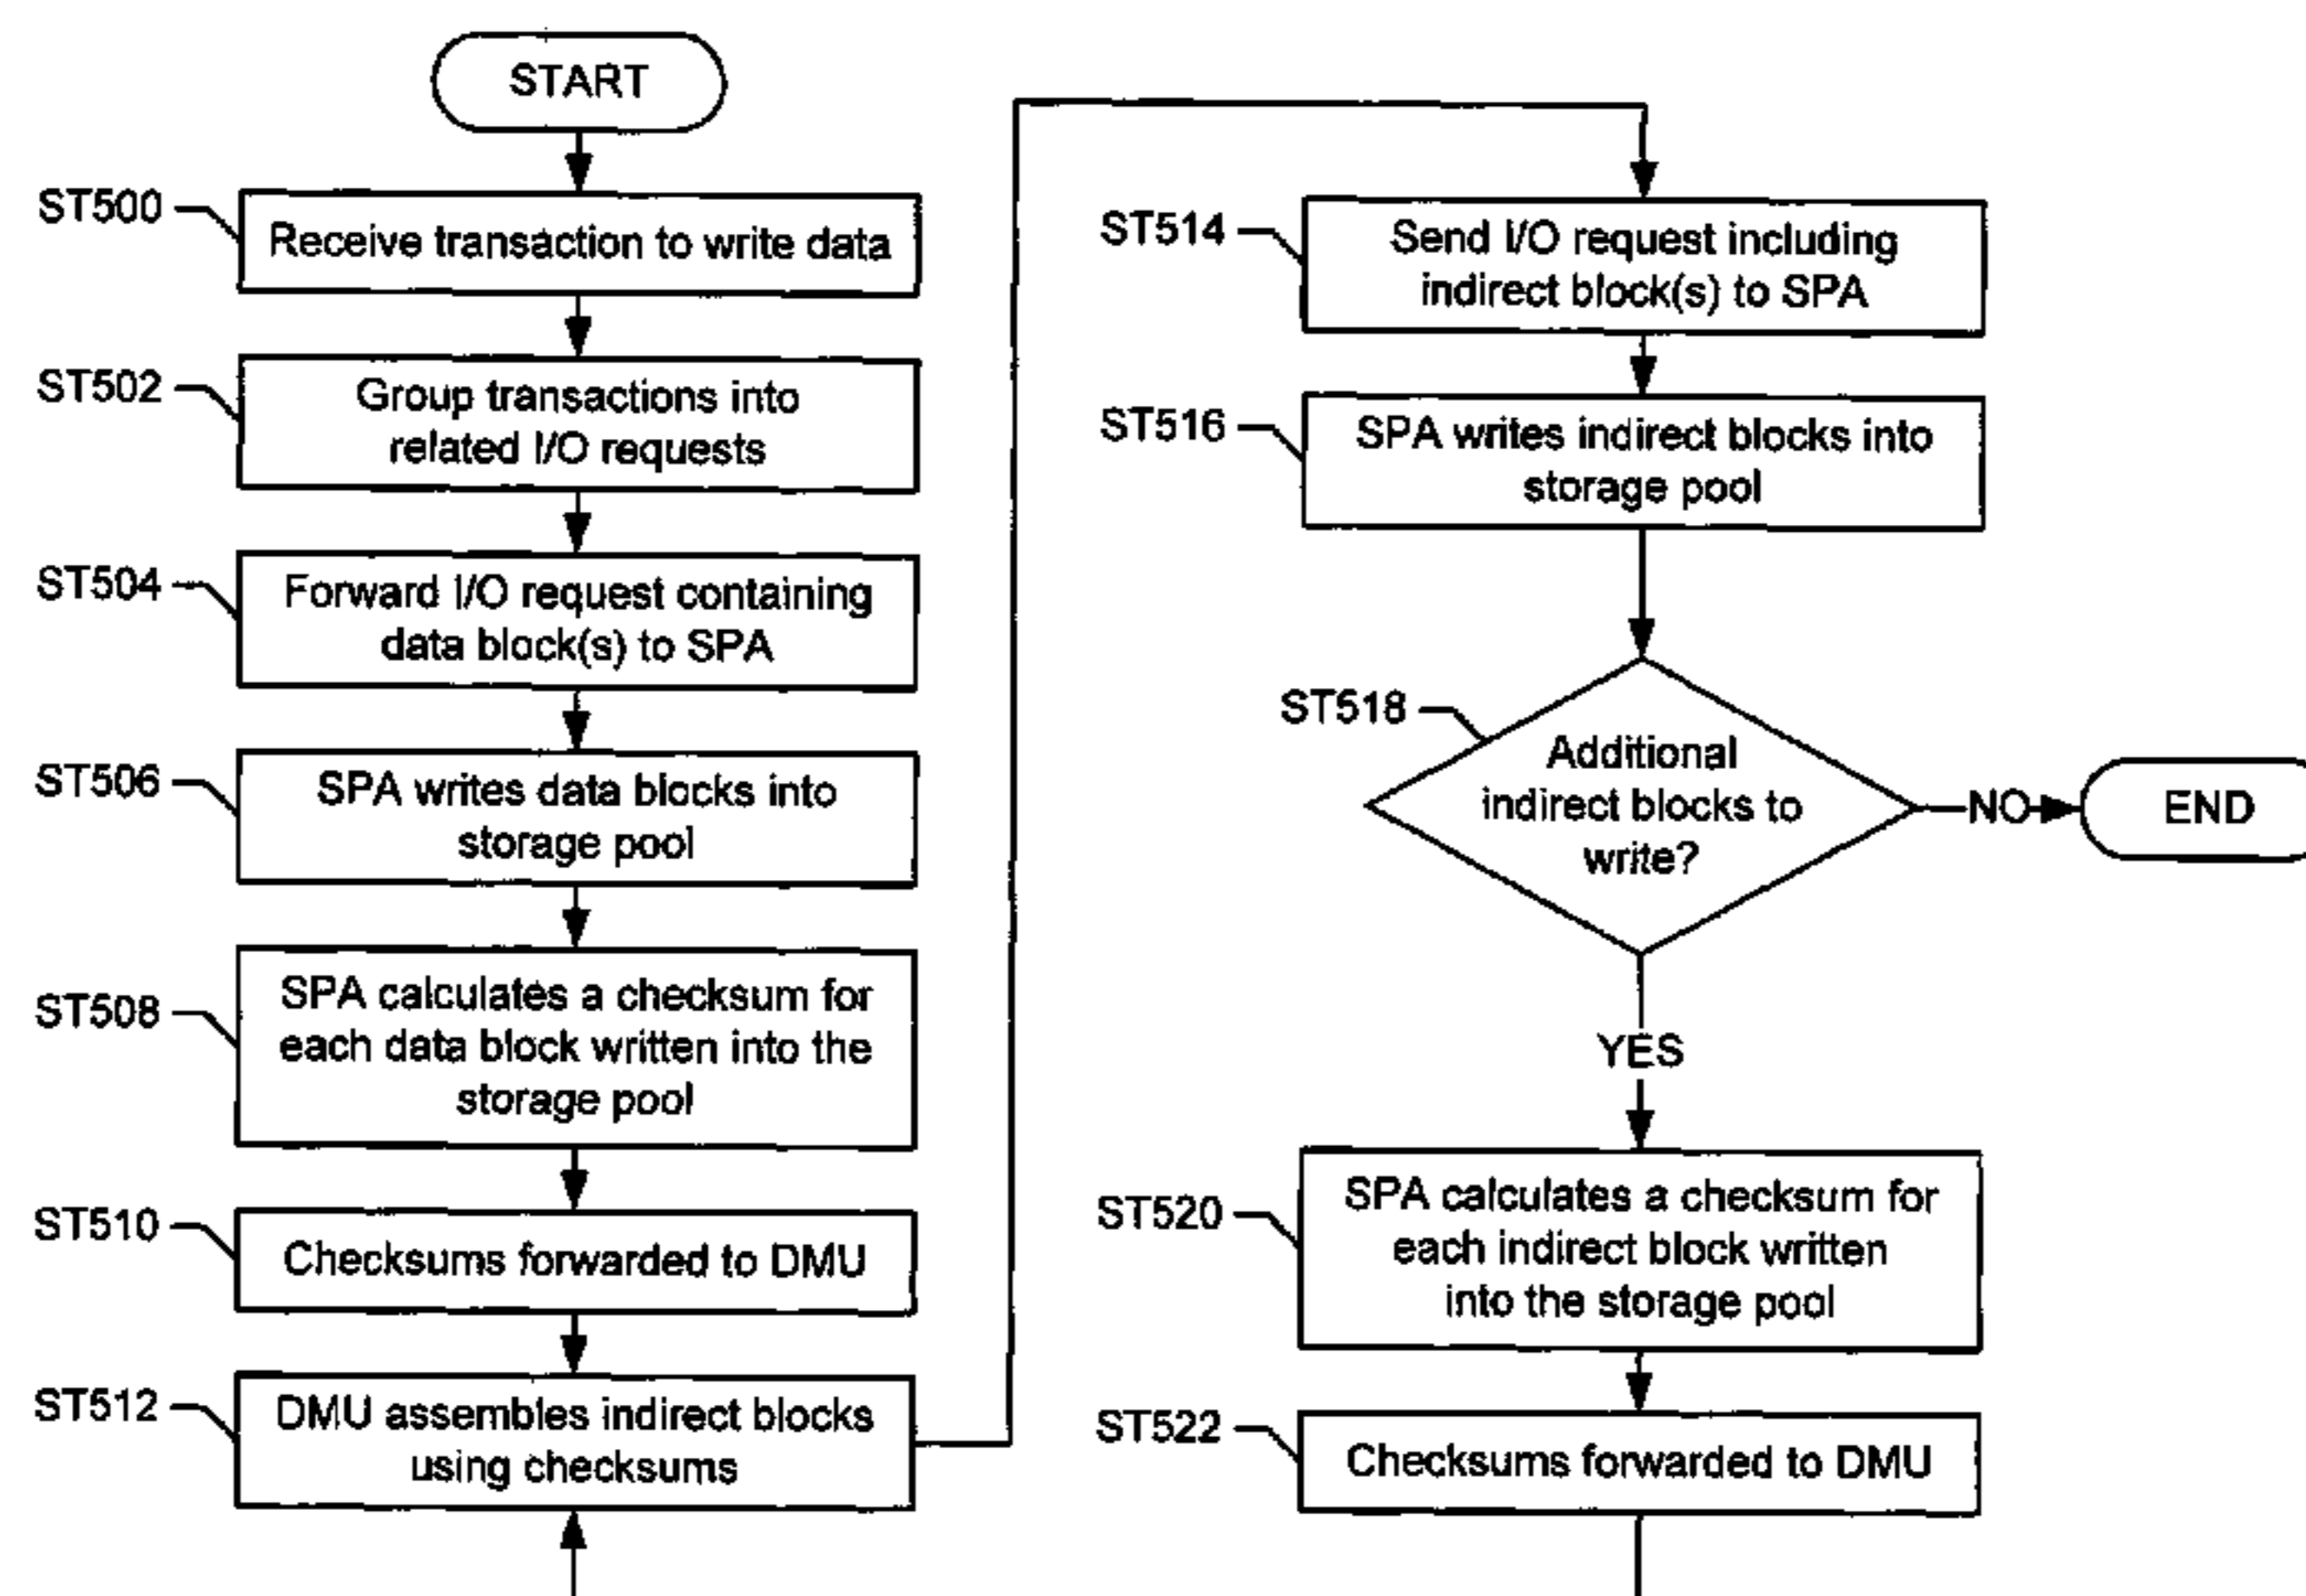 START
ST500
Receive transaction to write data
ST502
Group transactions into
related I/O requests
ST504
Forward I/O request containing
data block(s) to SPA
ST506
SPA writes data blocks into
storage pool
ST508
SPA calculates a checksum for
each data block written into the
storage pool
ST510
Checksums forwarded to DMU
ST512
DMU assembles indirect blocks
using checksums
ST514
Send I/O request including
indirect block(s) to SPA
ST516
SPA writes indirect blocks into
storage pool
ST518
Additional
indirect blocks to
write?
NO
END
YES
ST520
SPA calculates a checksum for
each indirect block written
into the storage pool
ST522
Checksums forwarded to DMU